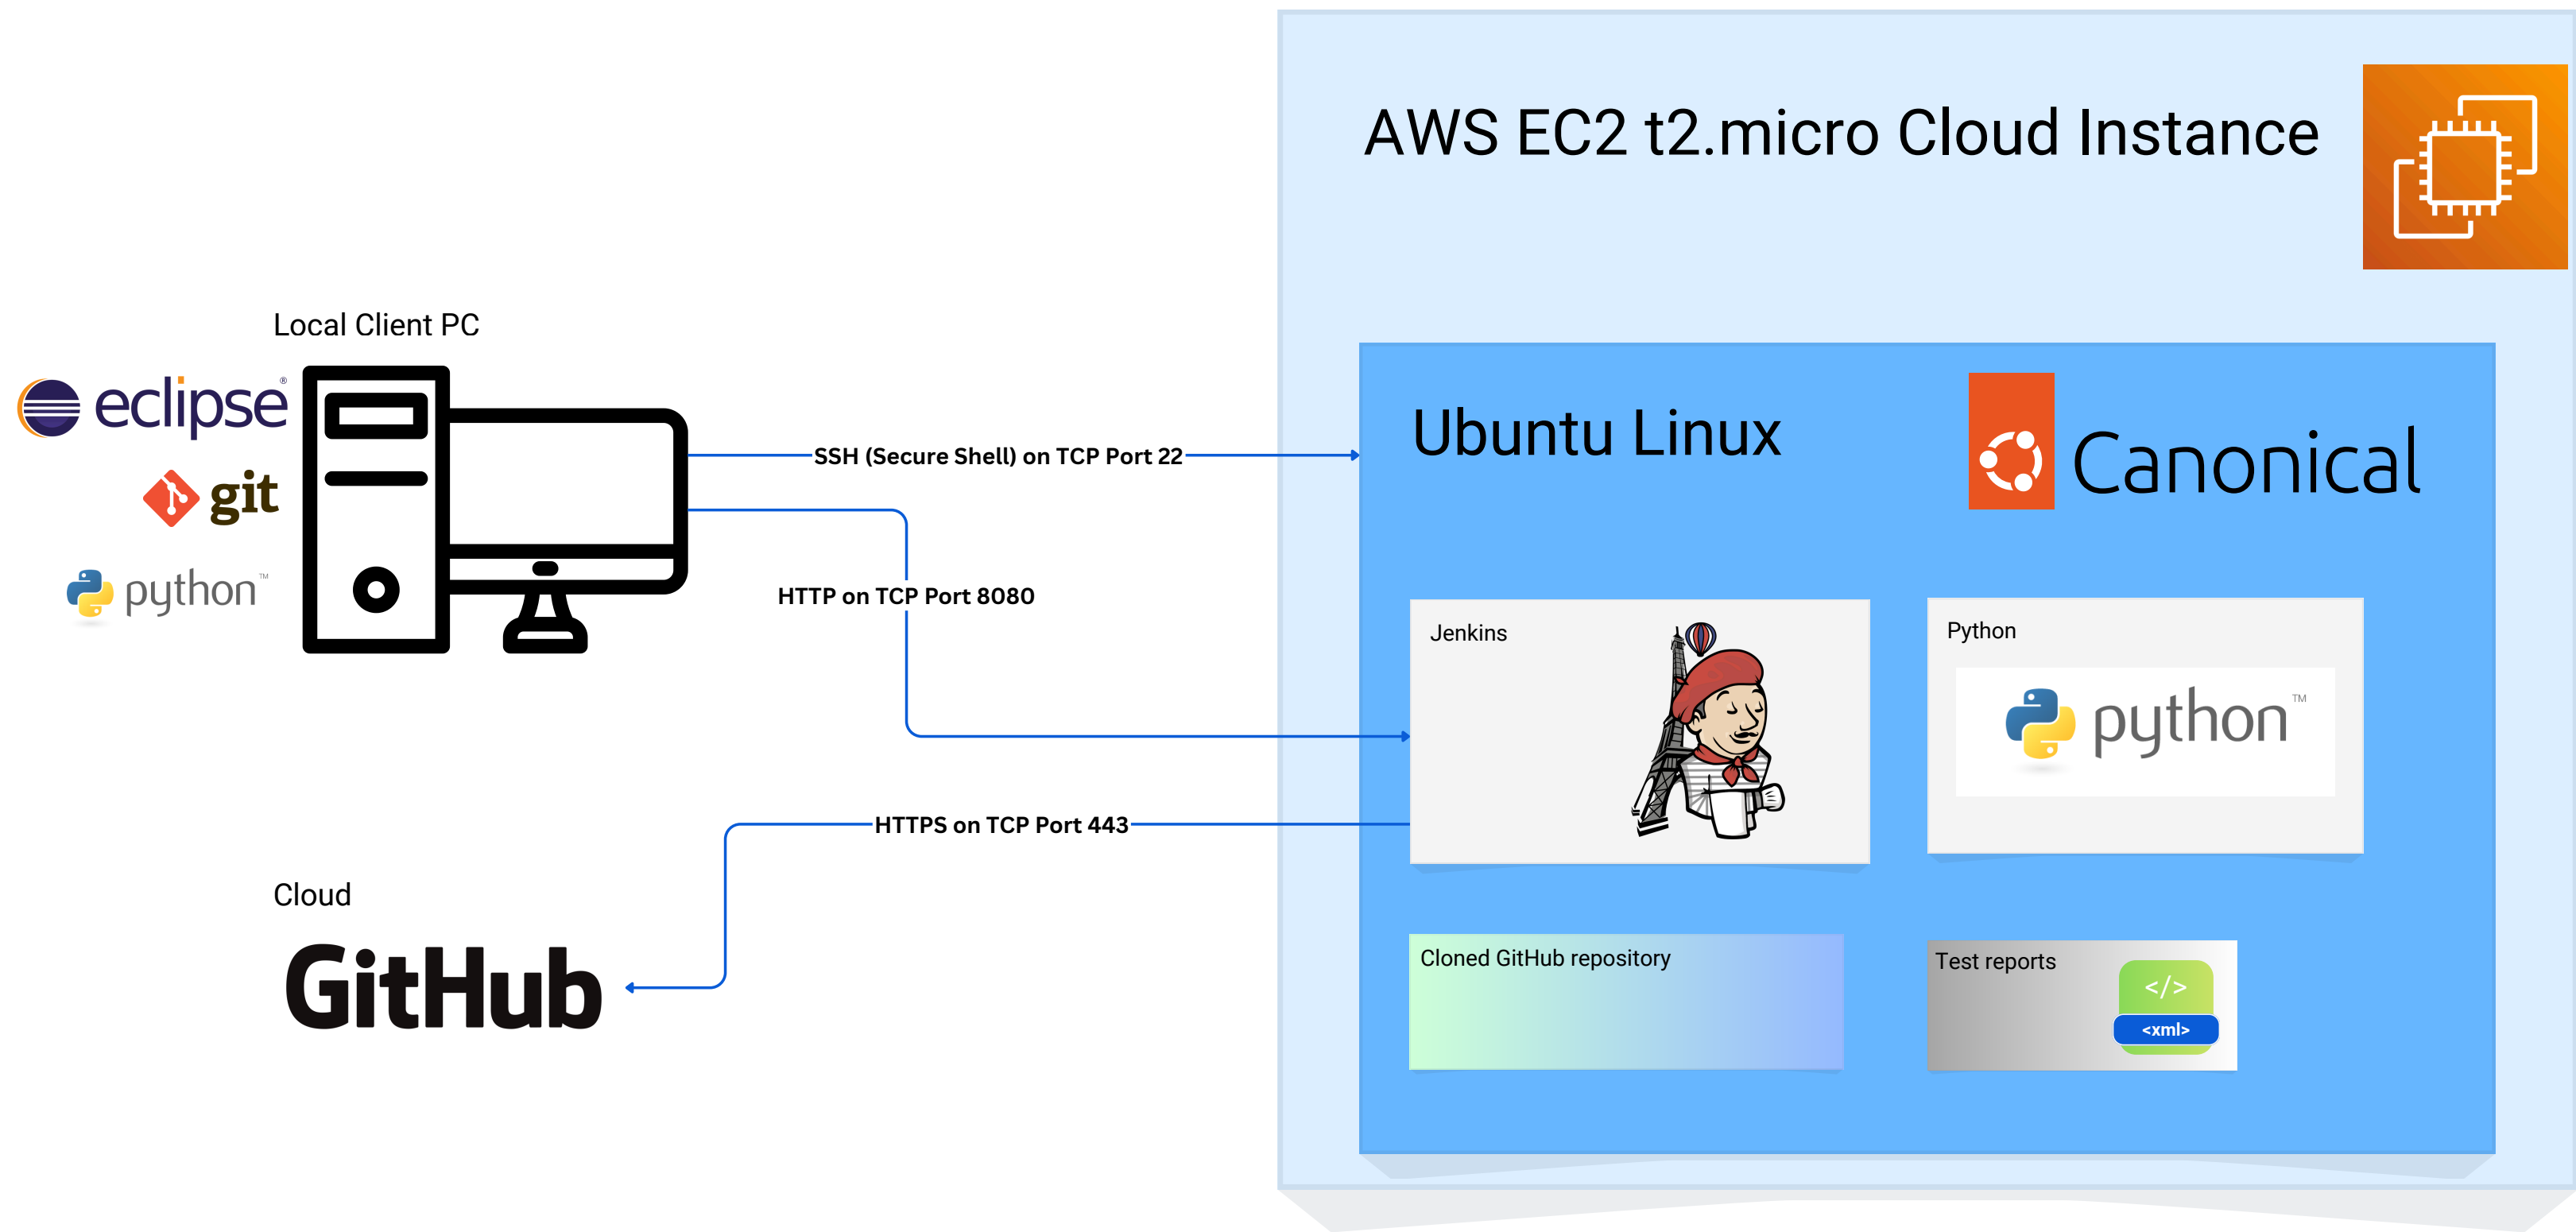 AWS EC2 t2.micro Cloud Instance
Local Client PC
eclipse®
git
python™
SSH (Secure Shell) on TCP Port 22
HTTP on TCP Port 8080
HTTPS on TCP Port 443
Cloud
GitHub
Ubuntu Linux
Canonical
Jenkins
Python
python™
Cloned GitHub repository
Test reports
</>
<xml>